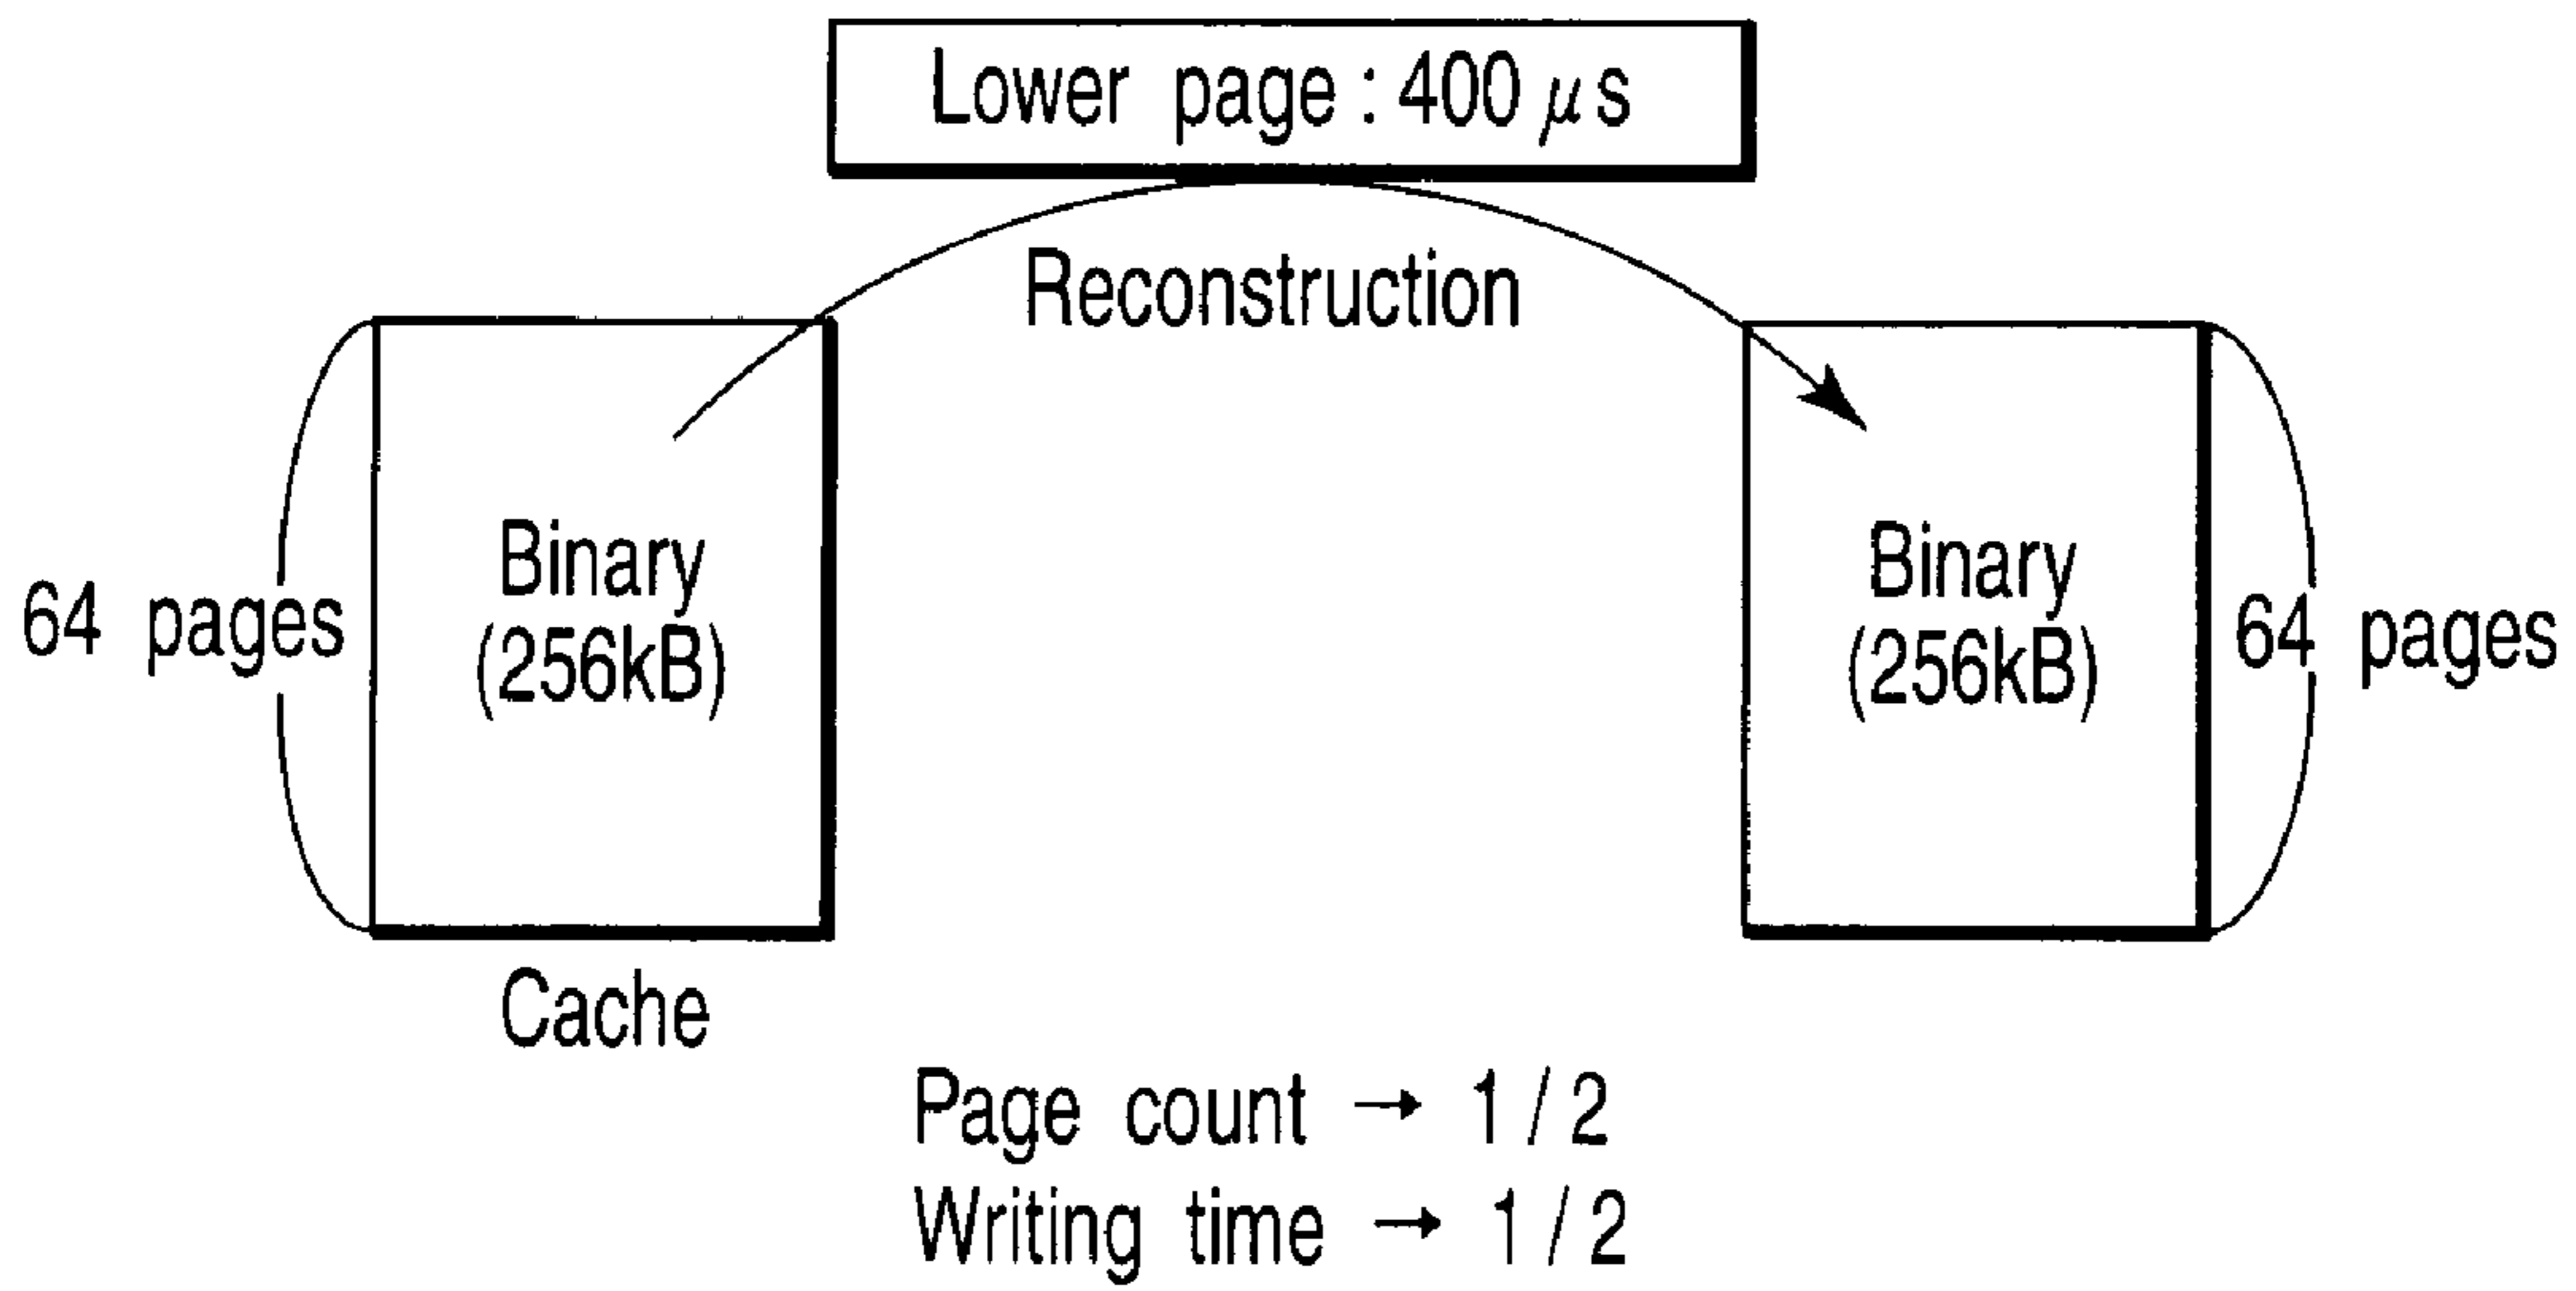 Lower page : 400 μs
Reconstruction
Binary
(256kB)
64 pages
Cache
Binary
(256kB)
64 pages
Page count → 1/2
Writing time → 1/2